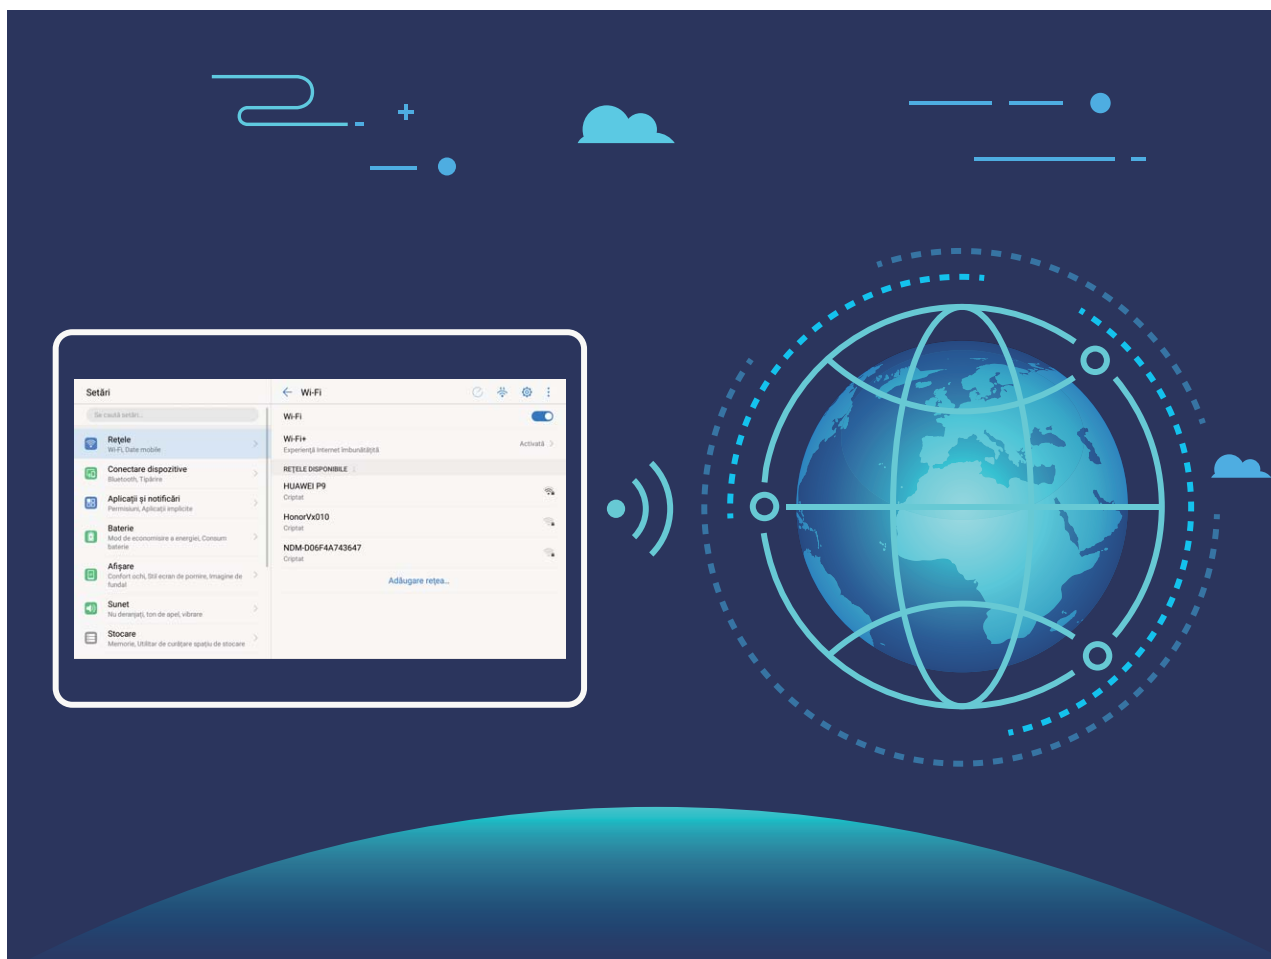 Setări
Se caută setări...
Rețele
Wi-Fi, Date mobile
Conectare dispozitive
Bluetooth, Tipărire
Aplicații și notificări
Permisiuni, Aplicații implicite
Baterie
Mod de economisire a energiei, Consum
baterie
Afișare
Confort ochi, Stil ecran de pornire, Imagine de
fundal
Sunet
Nu deranjați, ton de apel, vibrare
Stocare
Memorie, Utilitar de curățare spațiu de stocare
Wi-Fi
Wi-Fi
Wi-Fi+
Experiență Internet îmbunătățită
Activată
REȚELE DISPONIBILE
HUAWEI P9
Criptat
HonorVx010
Criptat
NDM-D06F4A743647
Criptat
Adăugare rețea...